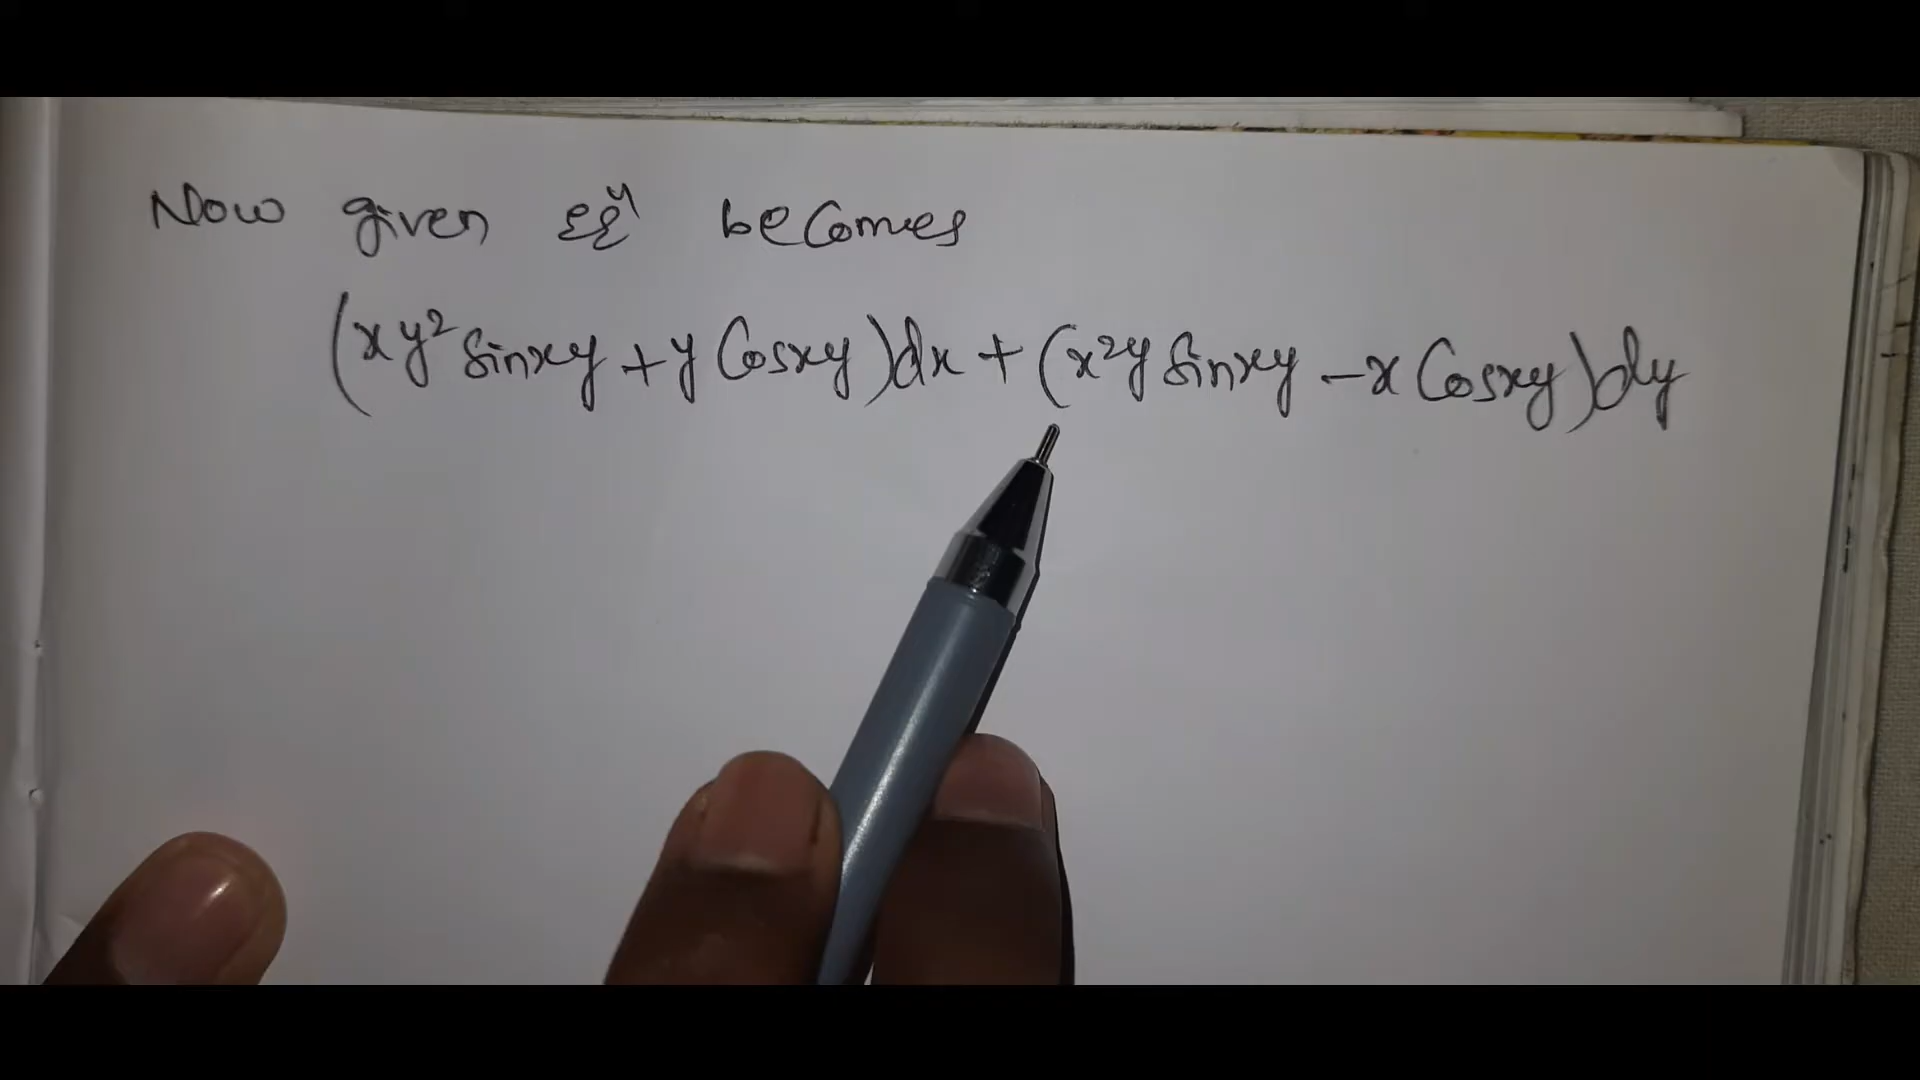 Now given eqⁿ becomes
(xy² Sinxy + y Cosxy)dx + (x²y Sinxy - x Cosxy)dy